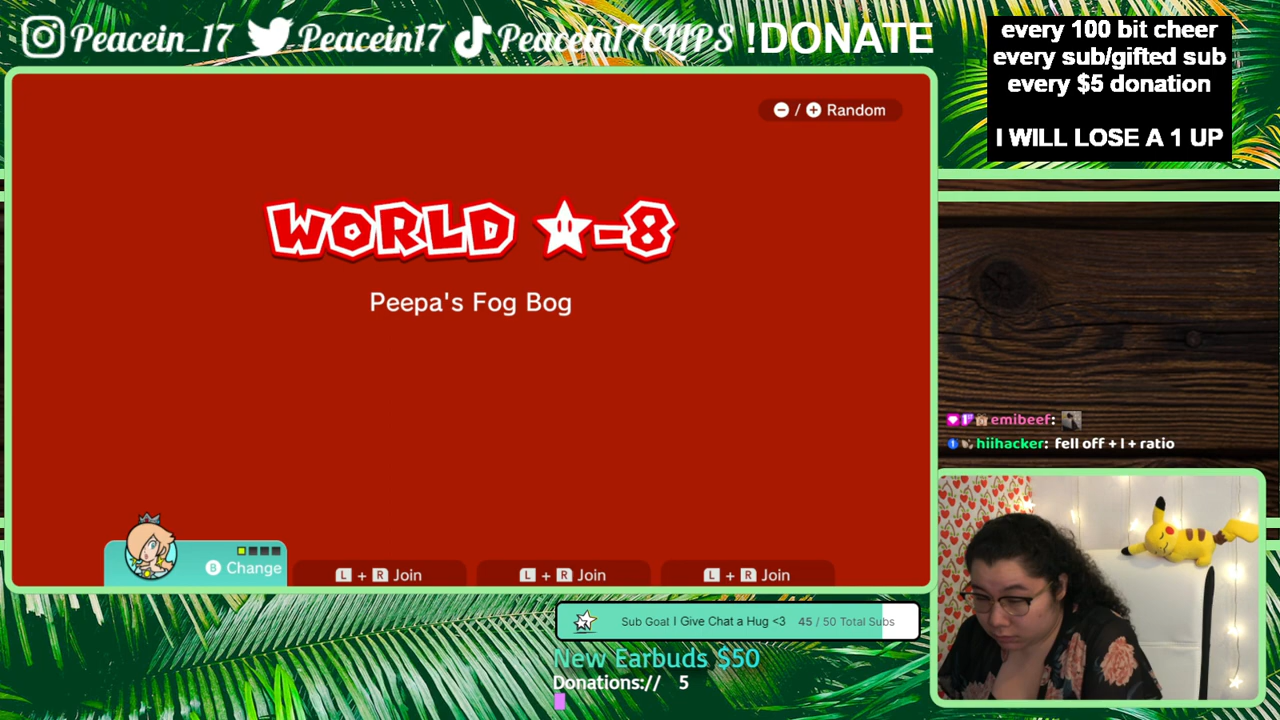 Peacein_17 Peacein17 Peacein17ClIPS !DONATE
every 100 bit cheer
every sub/gifted sub
every $5 donation
I WILL LOSE A 1 UP
- / + Random
WORLD ★-8
Peepa's Fog Bog
emibeef:
hiihacker: fell off + l + ratio
B Change
L + R Join
L + R Join
L + R Join
Sub Goat I Give Chat a Hug <3 45 / 50 Total Subs
New Earbuds $50
Donations:// 5